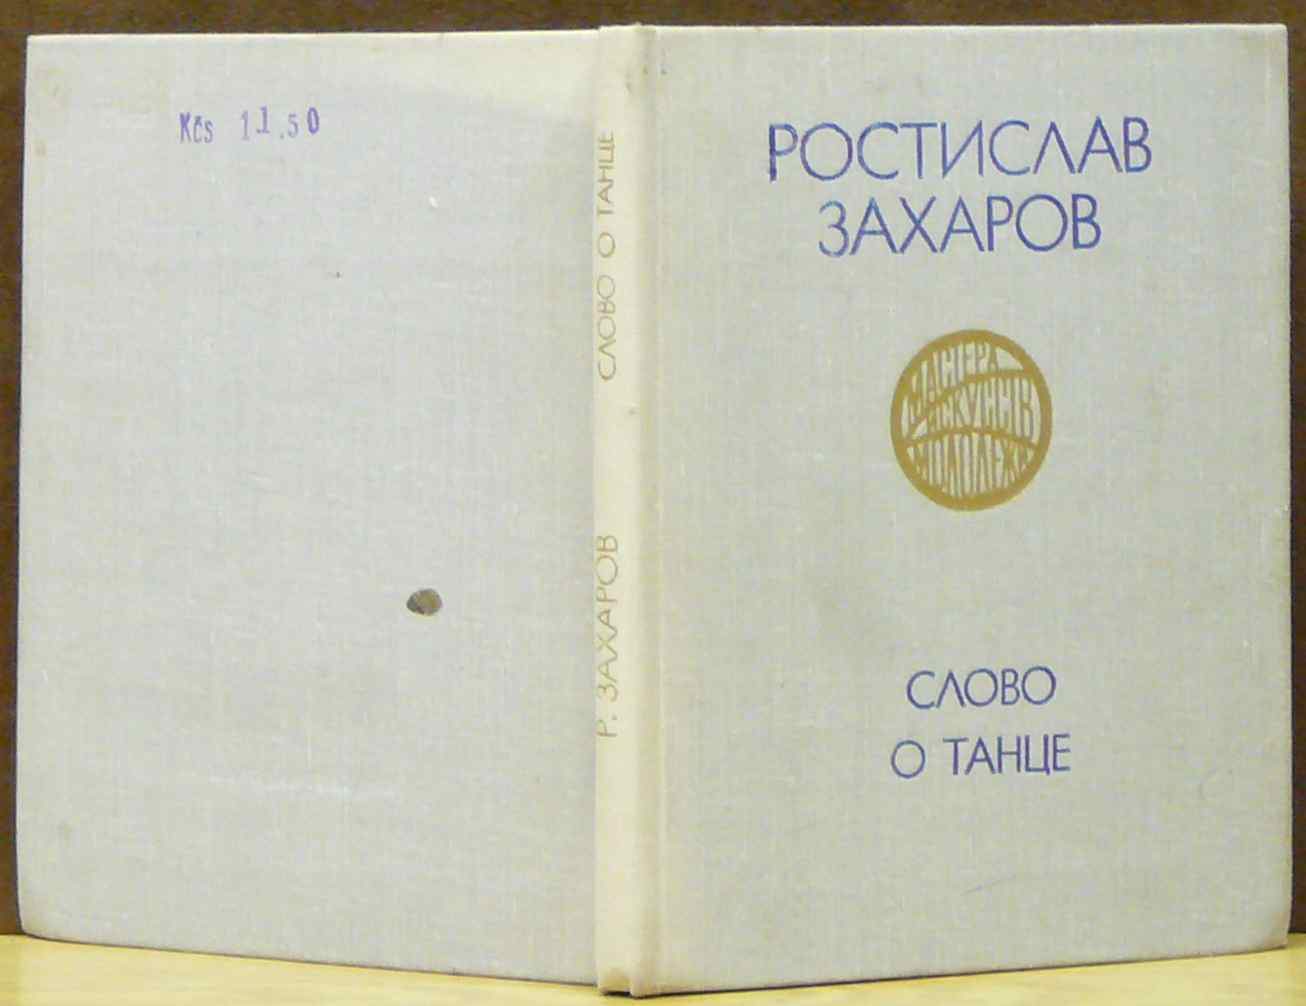 Kčs 11.50
СЛОВО О ТАНЦЕ
Р. ЗАХАРОВ
РОСТИСЛАВ
ЗАХАРОВ
МАСТЕРА
ИСКУССТВ
МОЛОДЕЖИ
СЛОВО
О ТАНЦЕ